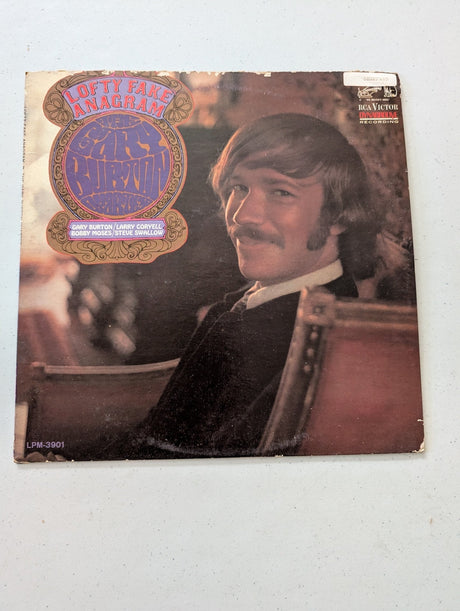 LOFTY FAKE
ANAGRAM
THE
GARY
BURTON
QUARTET
GARY BURTON / LARRY CORYELL
BOBBY MOSES / STEVE SWALLOW
RCA VICTOR
DYNAGROOVE
RECORDING
LPM-3901